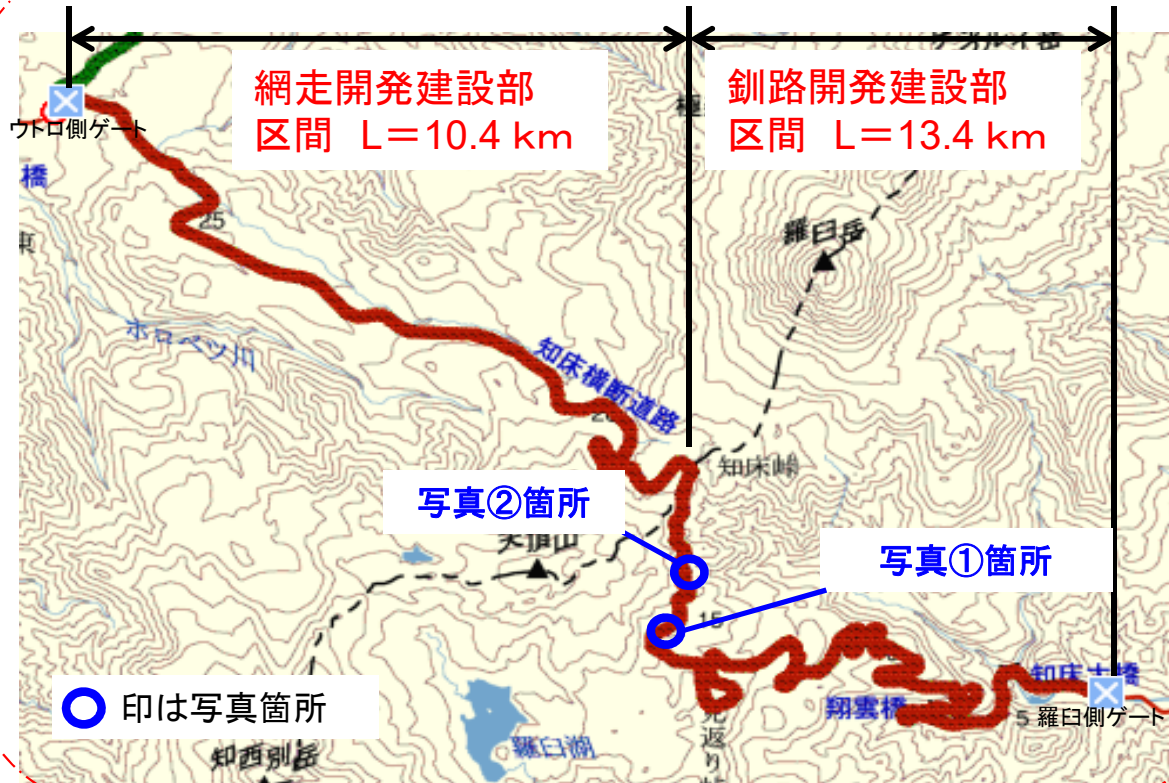 網走開発建設部
区間 L=10.4 km
釧路開発建設部
区間 L=13.4 km
ウトロ側ゲート
橋
東
25
羅臼岳
ホロベツ川
知床横断道路
知床峠
写真②箇所
天頂山
写真①箇所
15
知床大橋
翔雲橋
5 羅臼側ゲート
印は写真箇所
羅臼湖
知西別岳
見返り峠